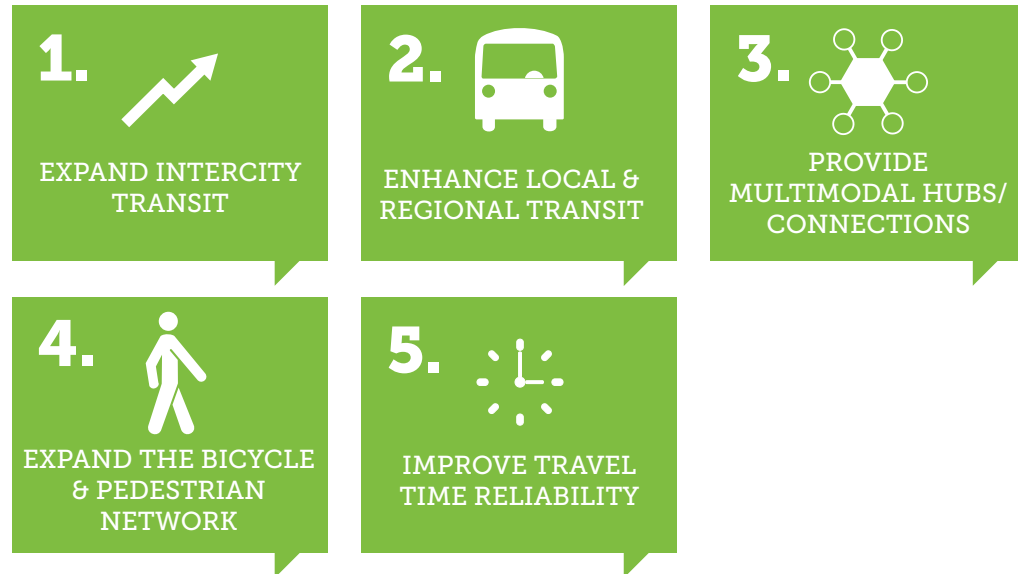 1.
EXPAND INTERCITY
TRANSIT
2.
ENHANCE LOCAL &
REGIONAL TRANSIT
3.
PROVIDE
MULTIMODAL HUBS/
CONNECTIONS
4.
EXPAND THE BICYCLE
& PEDESTRIAN
NETWORK
5.
IMPROVE TRAVEL
TIME RELIABILITY